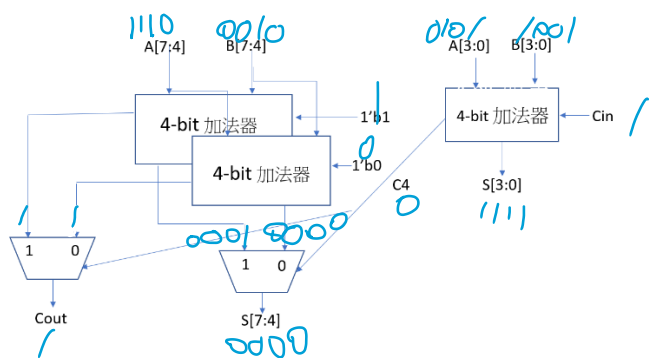 1110 0010 0101 1001
A[7:4] B[7:4] A[3:0] B[3:0]
1
4-bit 加法器 1'b1 4-bit 加法器 Cin 1
0
4-bit 加法器 1'b0
C4 S[3:0]
0 1111
1 1 0001 0000
1 0 1 0
Cout S[7:4]
1 0000